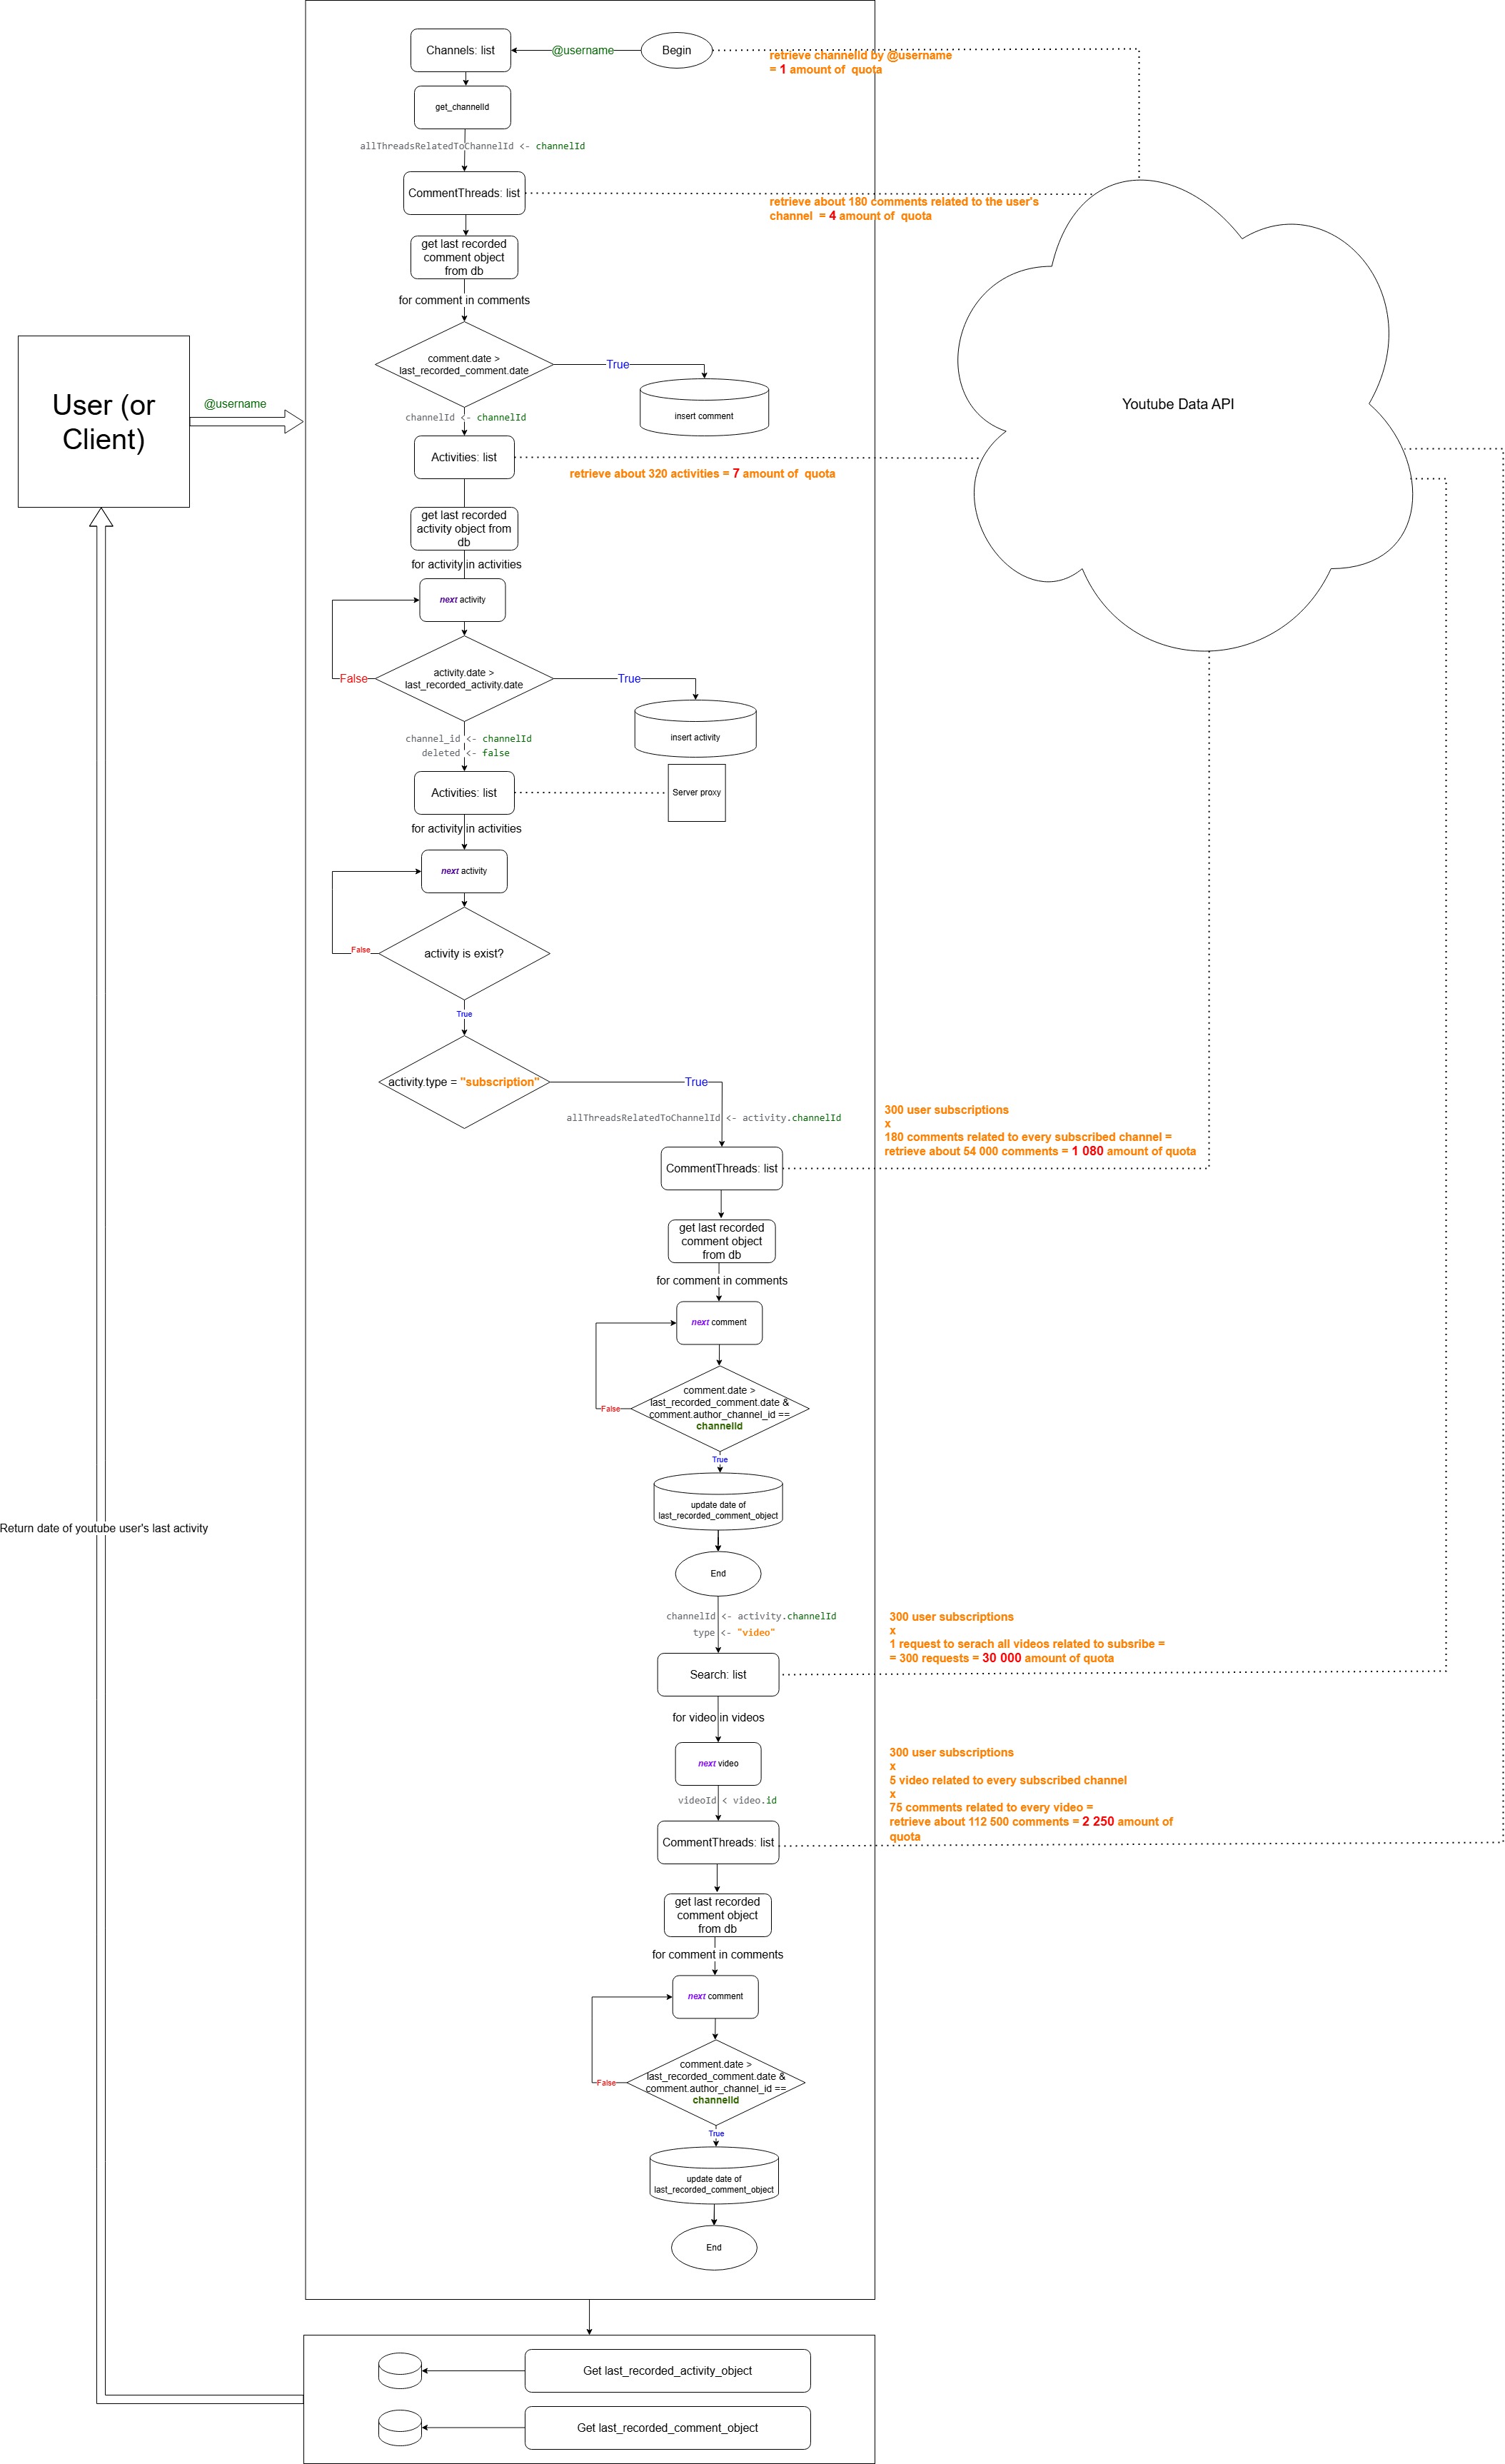 Channels: list
@username
Begin
retrieve channelId by @username
= 1 amount of  quota
get_channelId
allThreadsRelatedToChannelId <- channelId
CommentThreads: list
retrieve about 180 comments related to the user's
channel  = 4 amount of  quota
get last recorded
comment object
from db
for comment in comments
comment.date >
last_recorded_comment.date
True
insert comment
User (or
Client)
@username
Youtube Data API
channelId <- channelId
Activities: list
retrieve about 320 activities = 7 amount of  quota
get last recorded
activity object from
db
for activity in activities
next activity
activity.date >
last_recorded_activity.date
False
True
insert activity
channel_id <- channelId
deleted <- false
Activities: list
Server proxy
for activity in activities
next activity
activity is exist?
False
True
activity.type = "subscription"
True
allThreadsRelatedToChannelId <- activity.channelId
300 user subscriptions
x
180 comments related to every subscribed channel =
retrieve about 54 000 comments = 1 080 amount of quota
CommentThreads: list
get last recorded
comment object
from db
for comment in comments
next comment
comment.date >
last_recorded_comment.date &
comment.author_channel_id ==
channelId
False
True
update date of
last_recorded_comment_object
Return date of youtube user's last activity
End
channelId <- activity.channelId
type <- "video"
300 user subscriptions
x
1 request to serach all videos related to subsribe =
= 300 requests = 30 000 amount of quota
Search: list
for video in videos
next video
videoId < video.id
300 user subscriptions
x
5 video related to every subscribed channel
x
75 comments related to every video =
retrieve about 112 500 comments = 2 250 amount of
quota
CommentThreads: list
get last recorded
comment object
from db
for comment in comments
next comment
comment.date >
last_recorded_comment.date &
comment.author_channel_id ==
channelId
False
True
update date of
last_recorded_comment_object
End
Get last_recorded_activity_object
Get last_recorded_comment_object